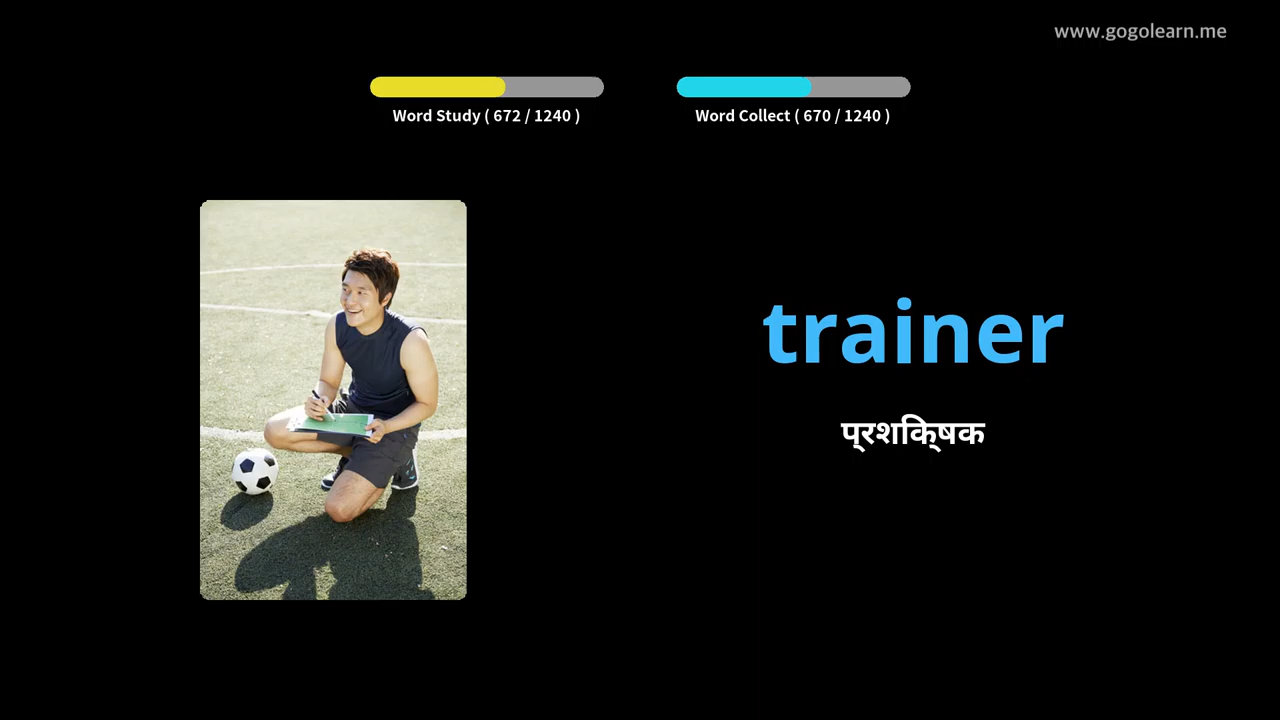 www.gogolearn.me
Word Study ( 672 / 1240 )
Word Collect ( 670 / 1240 )
trainer
प्रशिक्षक